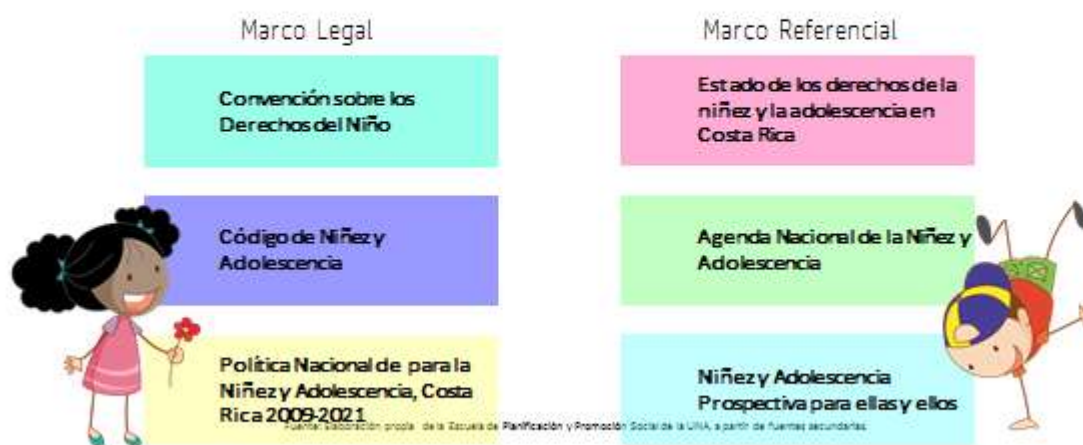 Marco Legal
Convención sobre los
Derechos del Niño
Código de Niñez y
Adolescencia
Política Nacional de para la
Niñez y Adolescencia, Costa
Rica 2009-2021
Marco Referencial
Estado de los derechos de la
niñez y la adolescencia en
Costa Rica
Agenda Nacional de la Niñez y
Adolescencia
Niñez y Adolescencia
Prospectiva para ellas y ellos
Fuente: Elaboración propia de la Escuela de Planificación y Promoción Social de la UNA, a partir de fuentes secundarias.